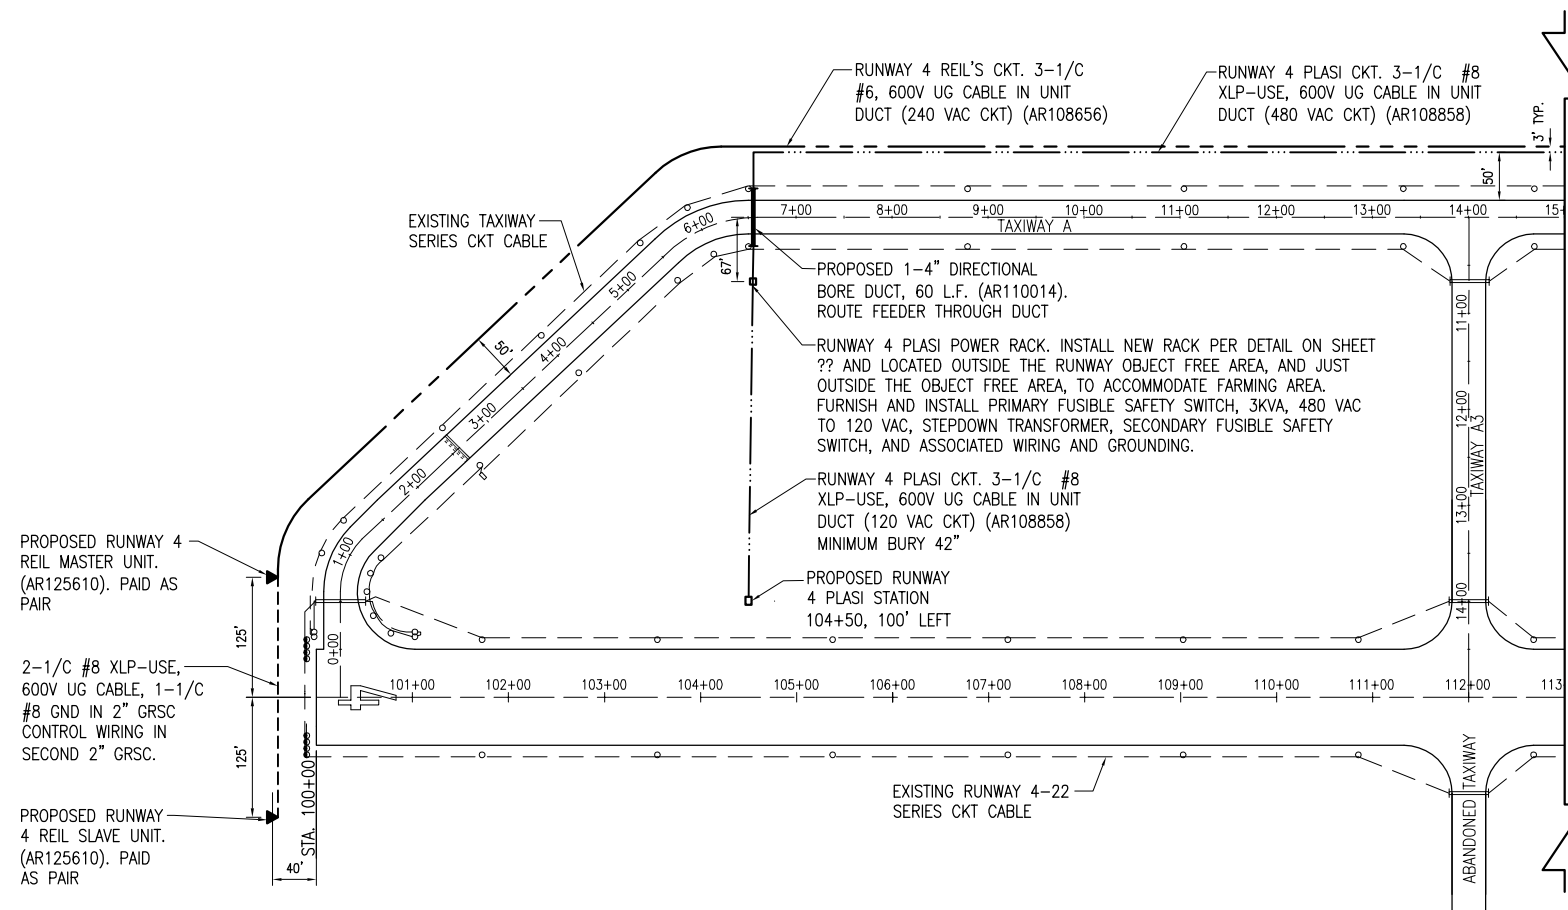 RUNWAY 4 REIL'S CKT. 3-1/C
#6, 600V UG CABLE IN UNIT
DUCT (240 VAC CKT) (AR108656)
RUNWAY 4 PLASI CKT. 3-1/C #8
XLP-USE, 600V UG CABLE IN UNIT
DUCT (480 VAC CKT) (AR108858)
3' TYP.
50'
EXISTING TAXIWAY
SERIES CKT CABLE
6+00
7+00 8+00 9+00 10+00 11+00 12+00 13+00 14+00 15+
TAXIWAY A
67'
5+00
4+00
50'
3+00
2+00
1+00
0+00
PROPOSED 1-4" DIRECTIONAL
BORE DUCT, 60 L.F. (AR110014).
ROUTE FEEDER THROUGH DUCT
RUNWAY 4 PLASI POWER RACK. INSTALL NEW RACK PER DETAIL ON SHEET
?? AND LOCATED OUTSIDE THE RUNWAY OBJECT FREE AREA, AND JUST
OUTSIDE THE OBJECT FREE AREA, TO ACCOMMODATE FARMING AREA.
FURNISH AND INSTALL PRIMARY FUSIBLE SAFETY SWITCH, 3KVA, 480 VAC
TO 120 VAC, STEPDOWN TRANSFORMER, SECONDARY FUSIBLE SAFETY
SWITCH, AND ASSOCIATED WIRING AND GROUNDING.
RUNWAY 4 PLASI CKT. 3-1/C #8
XLP-USE, 600V UG CABLE IN UNIT
DUCT (120 VAC CKT) (AR108858)
MINIMUM BURY 42"
PROPOSED RUNWAY
4 PLASI STATION
104+50, 100' LEFT
11+00
12+00
13+00
14+00
TAXIWAY A3
PROPOSED RUNWAY 4
REIL MASTER UNIT.
(AR125610). PAID AS
PAIR
125'
2-1/C #8 XLP-USE,
600V UG CABLE, 1-1/C
#8 GND IN 2" GRSC
CONTROL WIRING IN
SECOND 2" GRSC.
125'
4
101+00 102+00 103+00 104+00 105+00 106+00 107+00 108+00 109+00 110+00 111+00 112+00 113
PROPOSED RUNWAY
4 REIL SLAVE UNIT.
(AR125610). PAID
AS PAIR
40'
STA. 100+00
EXISTING RUNWAY 4-22
SERIES CKT CABLE
ABANDONED TAXIWAY